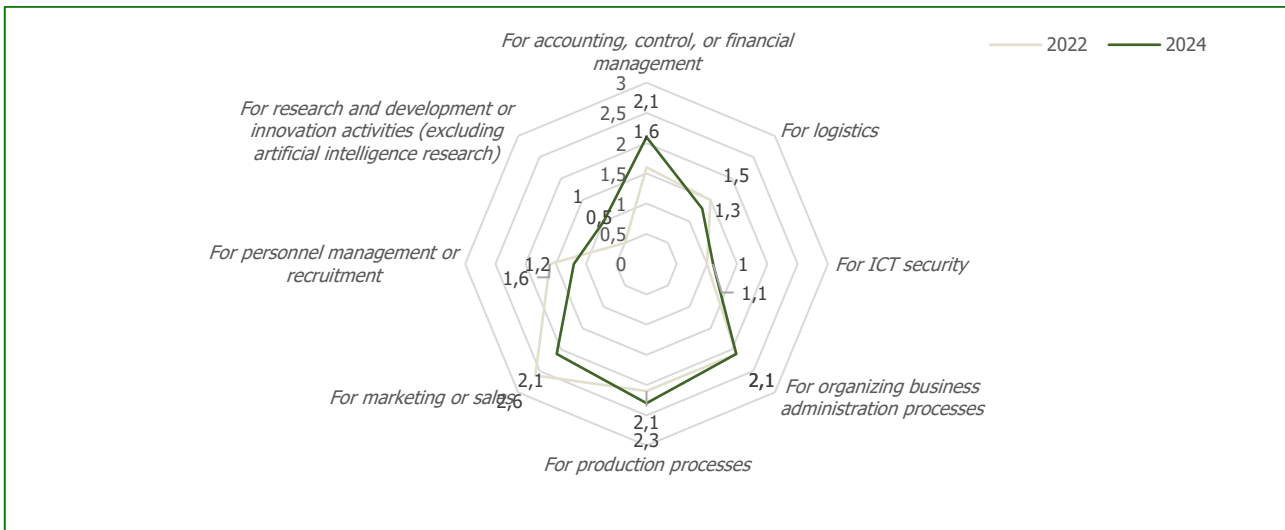 For accounting, control, or financial
management
2022
2024
For research and development or
innovation activities (excluding
artificial intelligence research)
For logistics
For personnel management or
recruitment
For ICT security
For marketing or sales
For organizing business
administration processes
For production processes
3
2,5
2
1,5
1
0,5
0
2,1
1,6
1,5
1,3
1
1,1
2,1
2,1
2,3
2,1
2,6
1,2
1,6
1
0,5